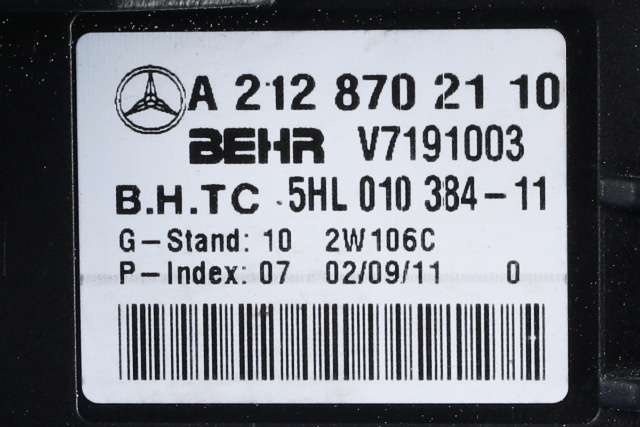 A 212 870 21 10
BEHR V7191003
B.H.TC 5HL 010 384-11
G-Stand: 10 2W106C
P-Index: 07 02/09/11 0